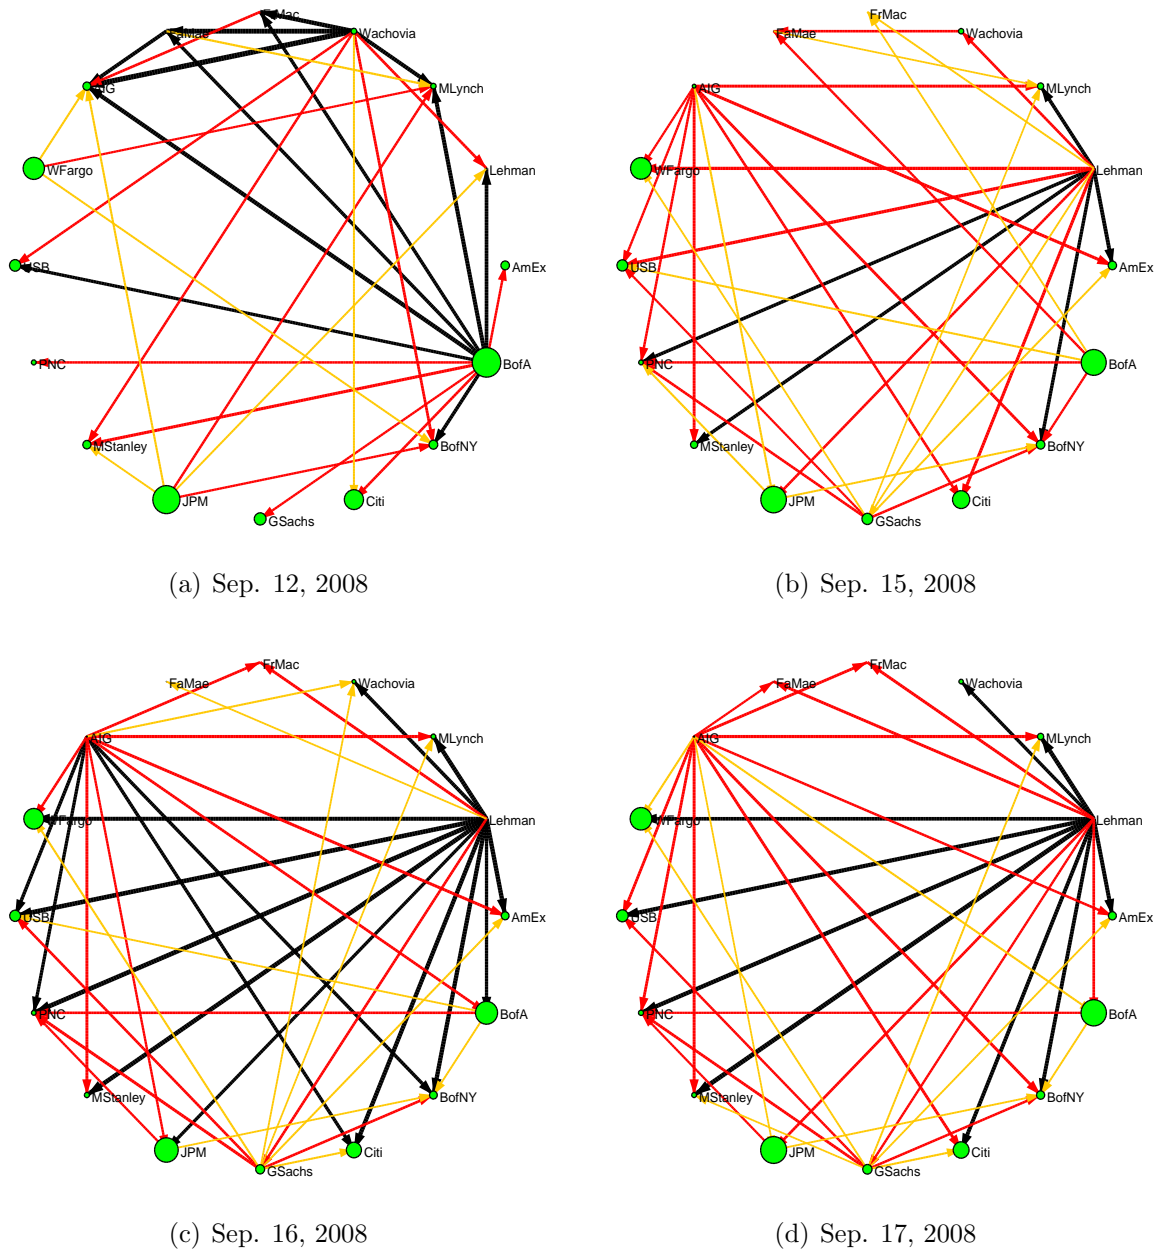 FrMac
FaMae
Wachovia
AIG
MLynch
WFargo
Lehman
USB
AmEx
PNC
BofA
MStanley
BofNY
JPM
Citi
GSachs
(a) Sep. 12, 2008
FrMac
FaMae
Wachovia
AIG
MLynch
WFargo
Lehman
USB
AmEx
PNC
BofA
MStanley
BofNY
JPM
Citi
GSachs
(b) Sep. 15, 2008
FrMac
FaMae
Wachovia
AIG
MLynch
WFargo
Lehman
USB
AmEx
PNC
BofA
MStanley
BofNY
JPM
Citi
GSachs
(c) Sep. 16, 2008
FrMac
FaMae
Wachovia
AIG
MLynch
WFargo
Lehman
USB
AmEx
PNC
BofA
MStanley
BofNY
JPM
Citi
GSachs
(d) Sep. 17, 2008